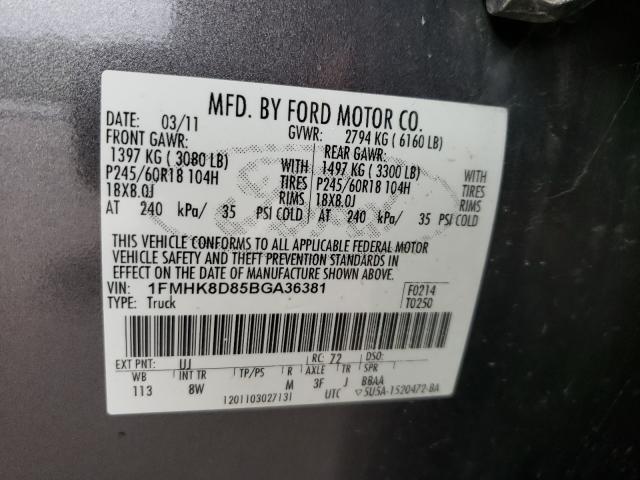 MFD. BY FORD MOTOR CO.
DATE: 03/11 GVWR: 2794 KG ( 6160 LB)
FRONT GAWR: REAR GAWR:
1397 KG ( 3080 LB) WITH 1497 KG ( 3300 LB) WITH
P245/60R18 104H TIRES P245/60R18 104H TIRES
18X8.0J RIMS 18X8.0J RIMS
AT 240 kPa/ 35 PSI COLD AT 240 kPa/ 35 PSI COLD
THIS VEHICLE CONFORMS TO ALL APPLICABLE FEDERAL MOTOR
VEHICLE SAFETY AND THEFT PREVENTION STANDARDS IN
EFFECT ON THE DATE OF MANUFACTURE SHOWN ABOVE.
VIN: 1FMHK8D85BGA36381 F0214
TYPE: Truck T0250
EXT PNT: UJ RC: 72 DSO:
WB INT TR TP/PS R AXLE TR SPR
113 8W M 3F J BBAA
120110302713I UTC ▽5U5A-1520472-BA